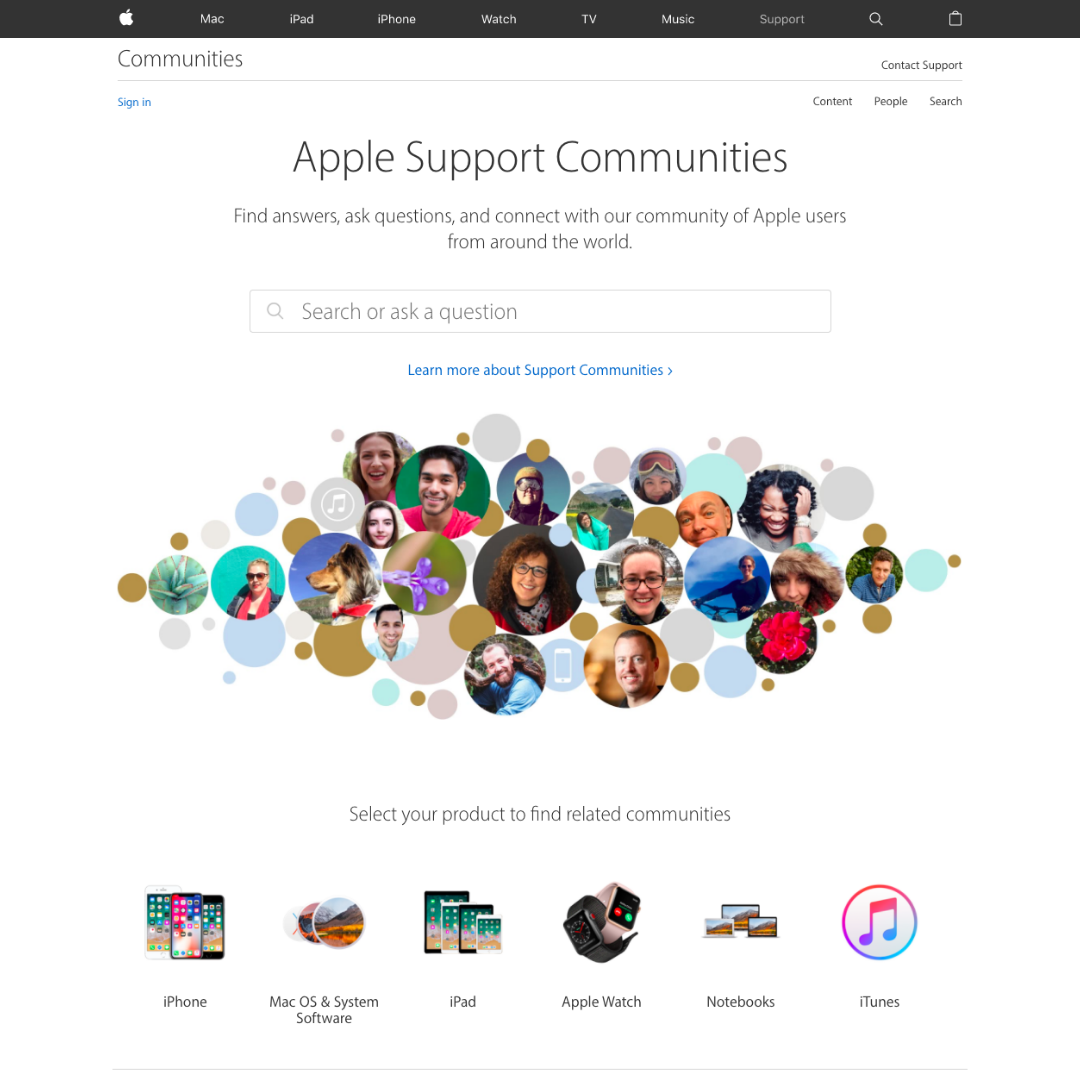 Mac iPad iPhone Watch TV Music Support
Communities
Contact Support
Sign in
Content People Search
Apple Support Communities
Find answers, ask questions, and connect with our community of Apple users
from around the world.
Search or ask a question
Learn more about Support Communities ›
Select your product to find related communities
iPhone
Mac OS & System
Software
iPad
Apple Watch
Notebooks
iTunes